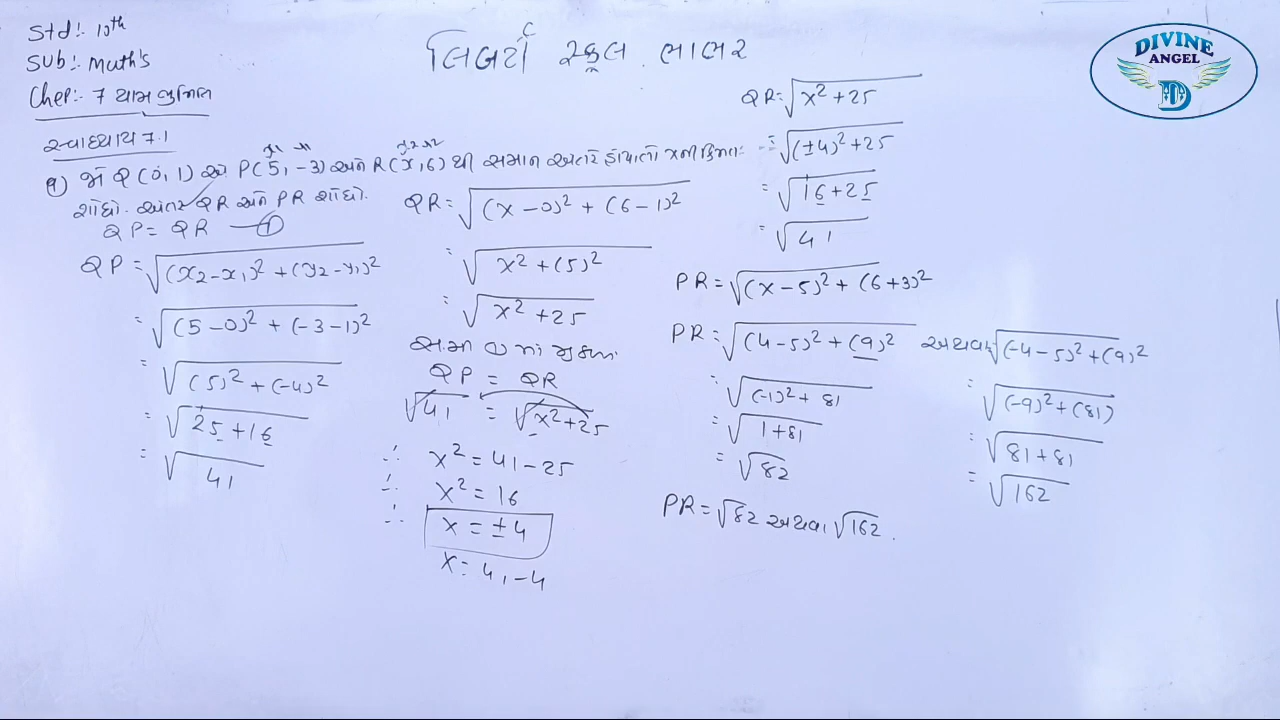 Std:- 10th
Sub:- Math's
Chep:- 7 યામ ભુમિતિ
સ્વાધ્યાય 7.1
લિબર્ટી સ્કુલ ભાભર
DIVINE
ANGEL
D
૧) જો Q (0, 1) એ P(5, -3) અને R(x, 6) થી સમાન અંતરે હોય તો x ની કિંમત
શોધો. અંતર QR અને PR શોધો.
QP = QR — ①
QP = √(x₂-x₁)² + (y₂-y₁)²
= √(5-0)² + (-3-1)²
= √(5)² + (-4)²
= √25+16
= √41
QR = √(x-0)² + (6-1)²
= √x² + (5)²
= √x² + 25
① માં મુકતા
QP = QR
√41 = √x²+25
∴ x² = 41-25
∴ x² = 16
∴ x = ±4
x = 4, -4
QR = √x²+25
= √(±4)²+25
= √16+25
= √41
PR = √(x-5)² + (6+3)²
PR = √(4-5)² + (9)² અથવા √(-4-5)² + (9)²
= √(-1)² + 81
= √1+81
= √82
= √(-9)² + (81)
= √81+81
= √162
PR = √82 અથવા √162.